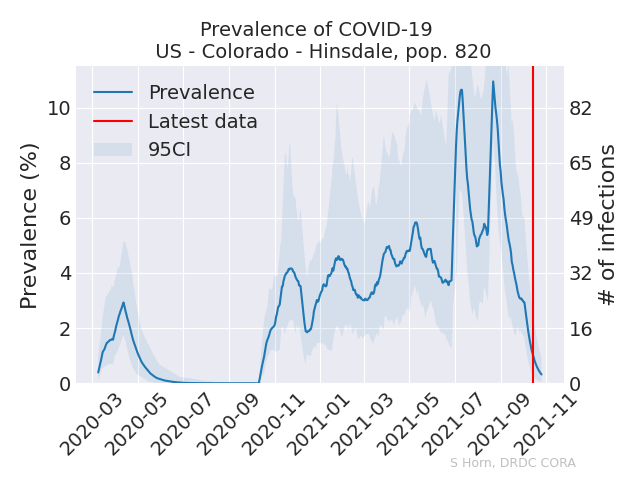 Prevalence of COVID-19
US - Colorado - Hinsdale, pop. 820
Prevalence
Latest data
95CI
Prevalence (%)
10
8
6
4
2
0
82
65
49
32
16
0
# of infections
2020-03
2020-05
2020-07
2020-09
2020-11
2021-01
2021-03
2021-05
2021-07
2021-09
2021-11
S Horn, DRDC CORA